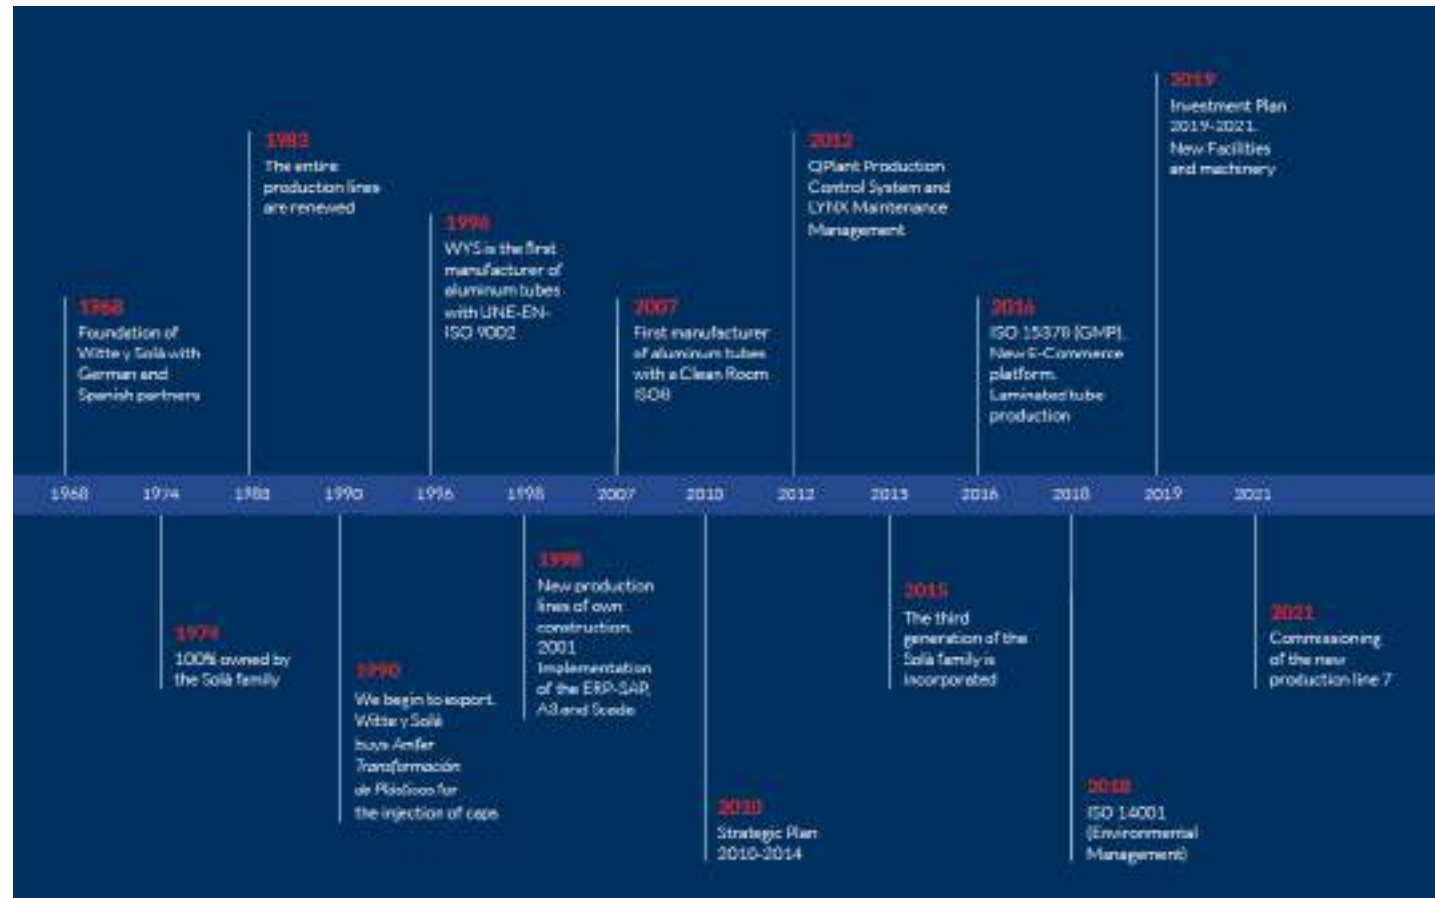 2019
Investment Plan
2019-2021.
New Facilities
and machinery
The entire
production lines
are renewed
2012
QPlant Production
Control System and
LYNX Maintenance
Management
1996
WYS is the first
manufacturer of
aluminum tubes
with UNE-EN-
ISO 9002
1968
Foundation of
Witte y Solà with
German and
Spanish partners
2007
First manufacturer
of aluminum tubes
with a Clean Room
ISO8
2016
ISO 15378 (GMP).
New E-Commerce
platform.
Laminated tube
production
1968 1974 1990 1996 1998 2007 2010 2012 2015 2016 2018 2019 2021
1974
100% owned by
the Solà family
1990
We begin to export.
Witte y Solà
buys
Transformación
de Plásticos for
the injection of caps
1998
New production
lines of own
construction.
2001
Implementation
of the ERP-SAP,
A3 and Scada
2010
Strategic Plan
2010-2014
2015
The third
generation of the
Solà family is
incorporated
2018
ISO 14001
(Environmental
Management)
2021
Commissioning
of the new
production line 7